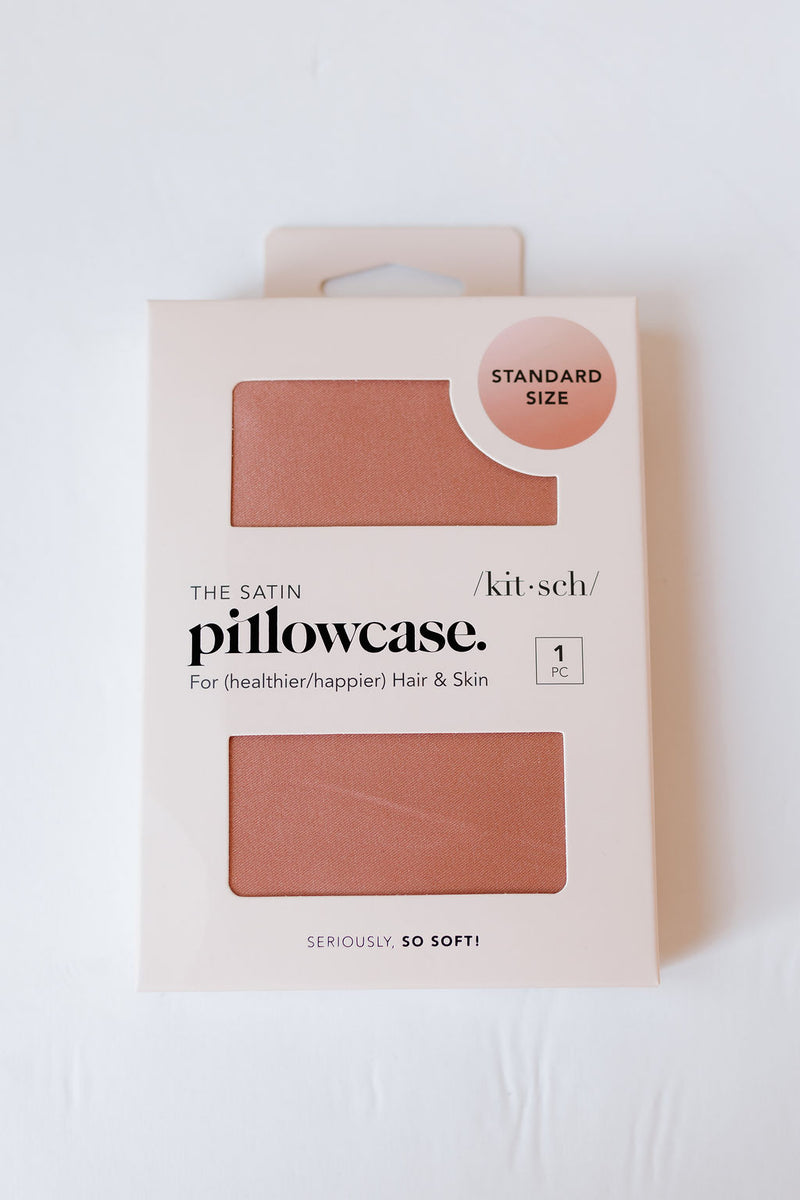 STANDARD
SIZE
THE SATIN
/kit·sch/
pillowcase.
For (healthier/happier) Hair & Skin
1
PC
SERIOUSLY, SO SOFT!